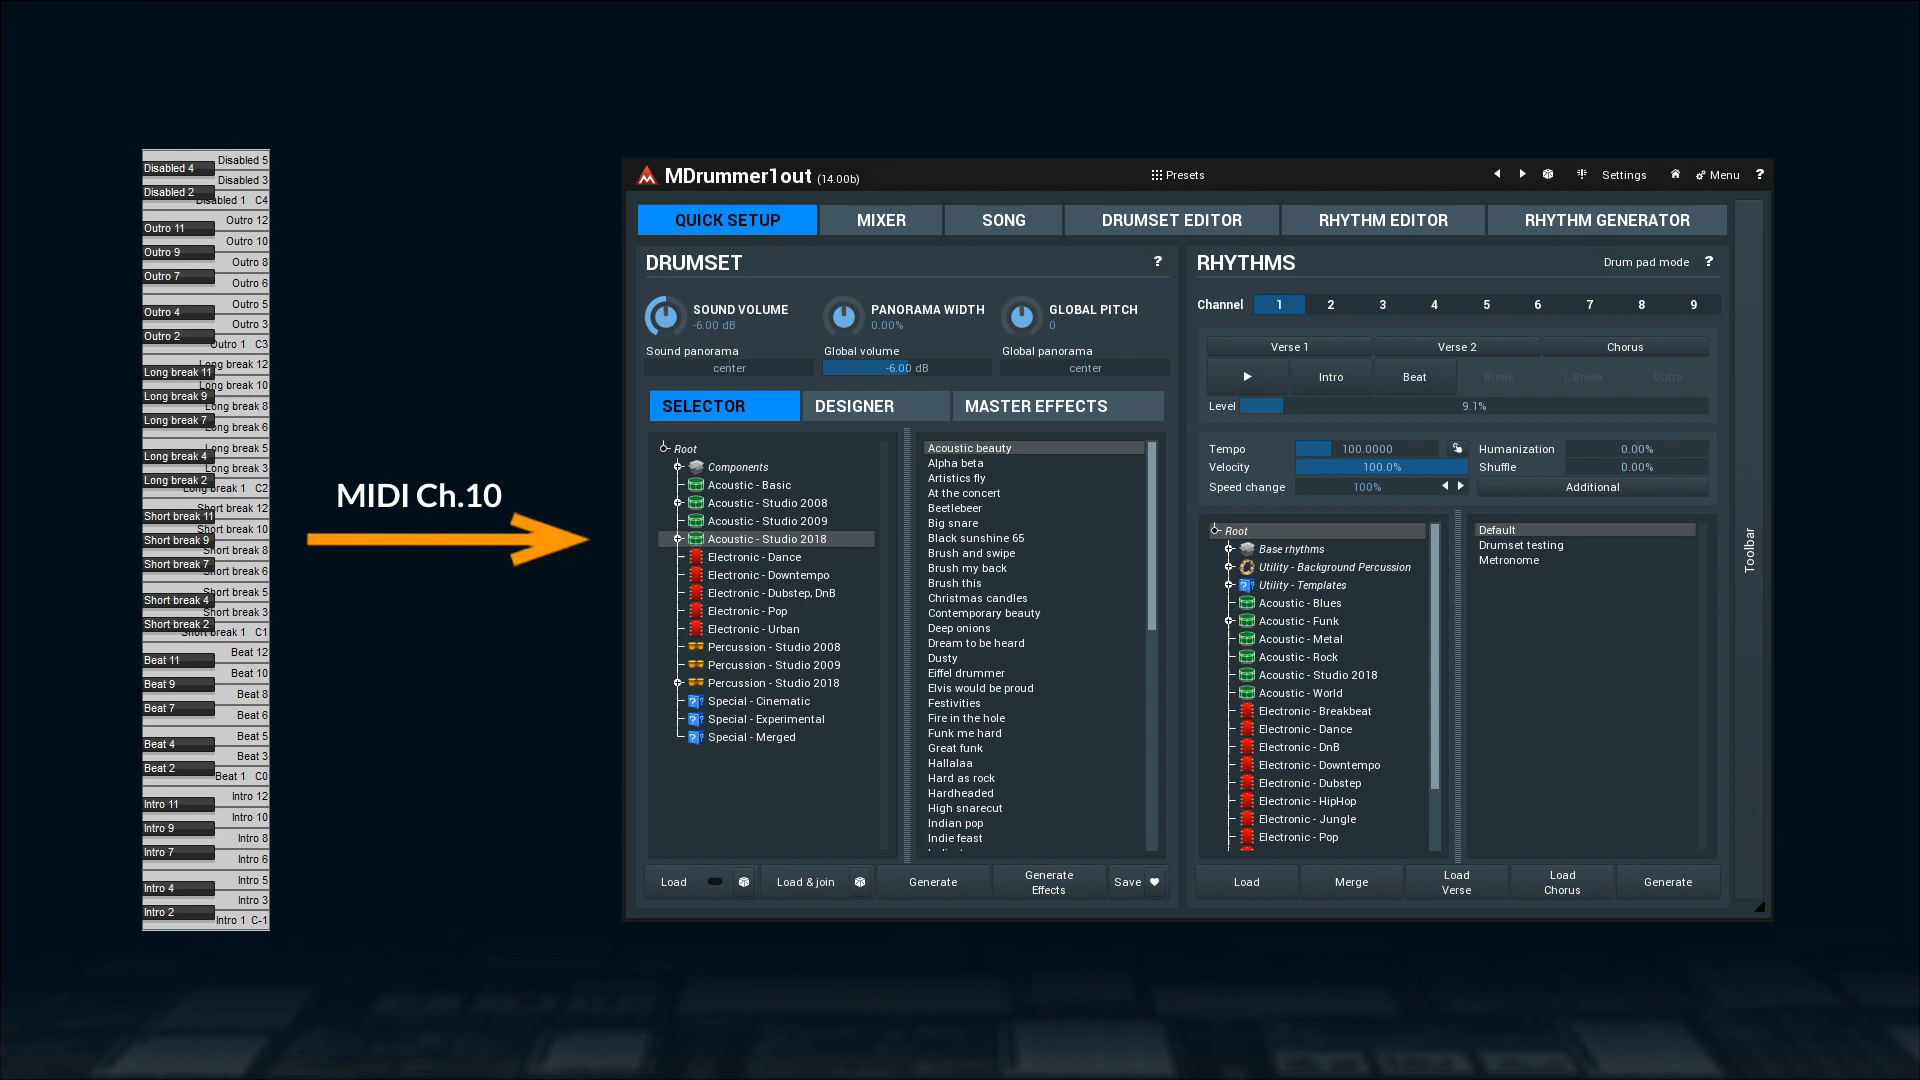 Disabled 5
Disabled 4
Disabled 3
Disabled 2
Disabled 1 C4
Outro 12
Outro 11
Outro 10
Outro 9
Outro 8
Outro 7
Outro 6
Outro 5
Outro 4
Outro 3
Outro 2
Outro 1 C3
Long break 12
Long break 11
Long break 10
Long break 9
Long break 8
Long break 7
Long break 6
Long break 5
Long break 4
Long break 3
Long break 2
Long break 1 C2
Short break 12
Short break 11
Short break 10
Short break 9
Short break 8
Short break 7
Short break 6
Short break 5
Short break 4
Short break 3
Short break 2
Short break 1 C1
Beat 12
Beat 11
Beat 10
Beat 9
Beat 8
Beat 7
Beat 6
Beat 5
Beat 4
Beat 3
Beat 2
Beat 1 C0
Intro 12
Intro 11
Intro 10
Intro 9
Intro 8
Intro 7
Intro 6
Intro 5
Intro 4
Intro 3
Intro 2
Intro 1 C-1
MIDI Ch.10
MDrummer1out (14.00b) Presets Settings Menu ?
QUICK SETUP MIXER SONG DRUMSET EDITOR RHYTHM EDITOR RHYTHM GENERATOR
DRUMSET ?
SOUND VOLUME PANORAMA WIDTH GLOBAL PITCH
-6.00 dB 0.00% 0
Sound panorama Global volume Global panorama
center -6.00 dB center
SELECTOR DESIGNER MASTER EFFECTS
Root
Components
Acoustic - Basic
Acoustic - Studio 2008
Acoustic - Studio 2009
Acoustic - Studio 2018
Electronic - Dance
Electronic - Downtempo
Electronic - Dubstep, DnB
Electronic - Pop
Electronic - Urban
Percussion - Studio 2008
Percussion - Studio 2009
Percussion - Studio 2018
Special - Cinematic
Special - Experimental
Special - Merged
Acoustic beauty
Alpha beta
Artistics fly
At the concert
Beetlebeer
Big snare
Black sunshine 65
Brush and swipe
Brush my back
Brush this
Christmas candles
Contemporary beauty
Deep onions
Dream to be heard
Dusty
Eiffel drummer
Elvis would be proud
Festivities
Fire in the hole
Funk me hard
Great funk
Hallalaa
Hard as rock
Hardheaded
High snarecut
Indian pop
Indie feast
Load Load & join Generate Generate Effects Save
RHYTHMS Drum pad mode ?
Channel 1 2 3 4 5 6 7 8 9
Verse 1 Verse 2 Chorus
Intro Beat Break L Break Outro
Level 9.1%
Tempo 100.0000 Humanization 0.00%
Velocity 100.0% Shuffle 0.00%
Speed change 100% Additional
Root
Base rhythms
Utility - Background Percussion
Utility - Templates
Acoustic - Blues
Acoustic - Funk
Acoustic - Metal
Acoustic - Rock
Acoustic - Studio 2018
Acoustic - World
Electronic - Breakbeat
Electronic - Dance
Electronic - DnB
Electronic - Downtempo
Electronic - Dubstep
Electronic - HipHop
Electronic - Jungle
Electronic - Pop
Default
Drumset testing
Metronome
Load Merge Load Verse Load Chorus Generate
Toolbar